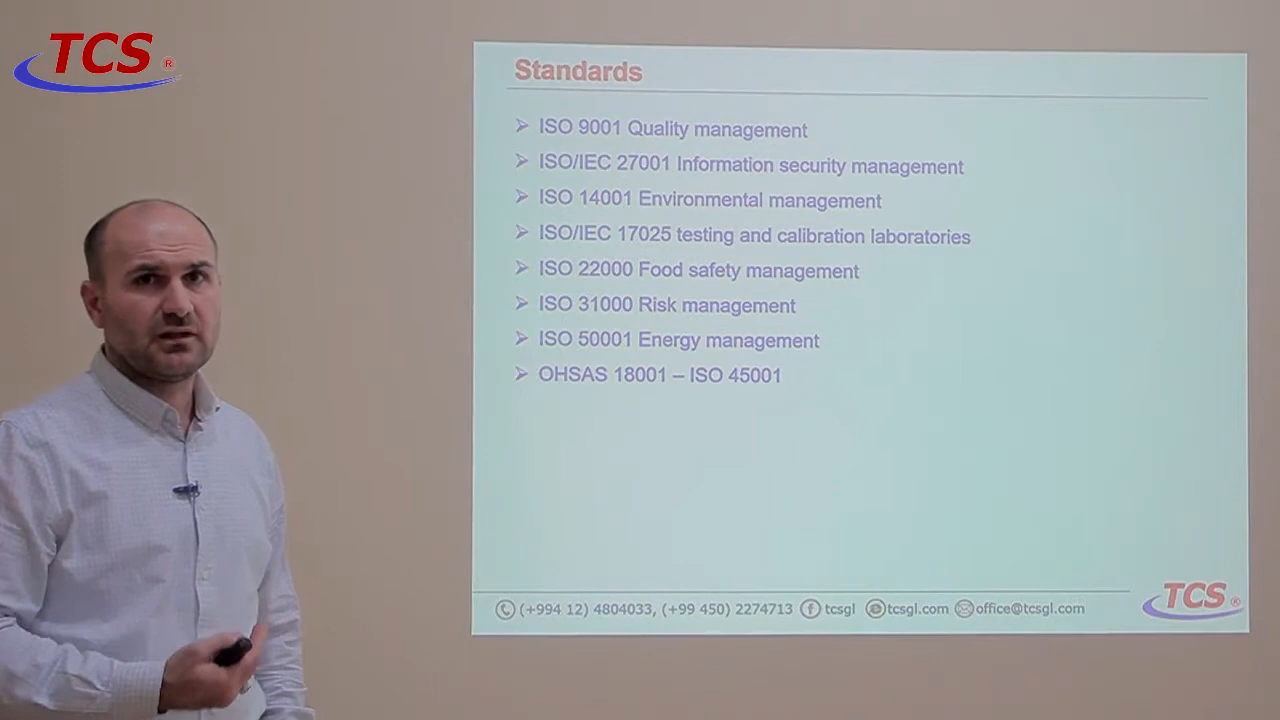 TCS ®
Standards
➢ ISO 9001 Quality management
➢ ISO/IEC 27001 Information security management
➢ ISO 14001 Environmental management
➢ ISO/IEC 17025 testing and calibration laboratories
➢ ISO 22000 Food safety management
➢ ISO 31000 Risk management
➢ ISO 50001 Energy management
➢ OHSAS 18001 – ISO 45001
(+994 12) 4804033, (+99 450) 2274713 f tcsgl tcsgl.com office@tcsgl.com
TCS ®